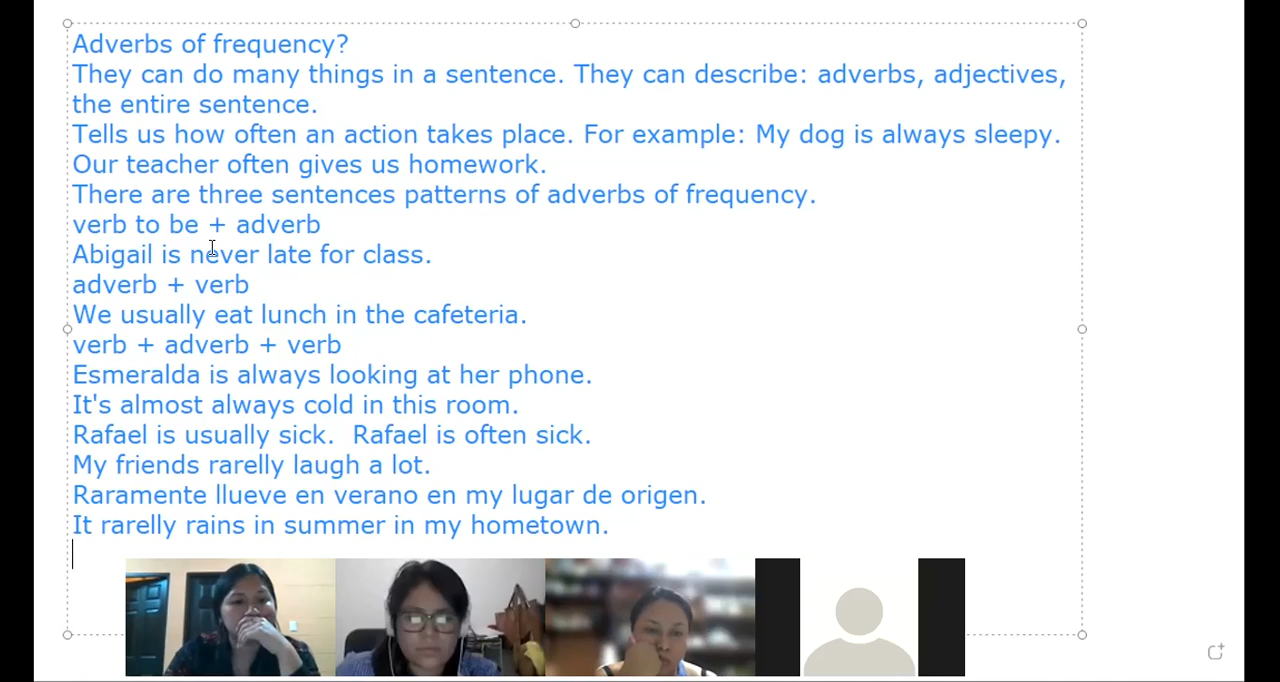 Adverbs of frequency?
They can do many things in a sentence. They can describe: adverbs, adjectives,
the entire sentence.
Tells us how often an action takes place. For example: My dog is always sleepy.
Our teacher often gives us homework.
There are three sentences patterns of adverbs of frequency.
verb to be + adverb
Abigail is never late for class.
adverb + verb
We usually eat lunch in the cafeteria.
verb + adverb + verb
Esmeralda is always looking at her phone.
It's almost always cold in this room.
Rafael is usually sick.  Rafael is often sick.
My friends rarelly laugh a lot.
Raramente llueve en verano en my lugar de origen.
It rarelly rains in summer in my hometown.